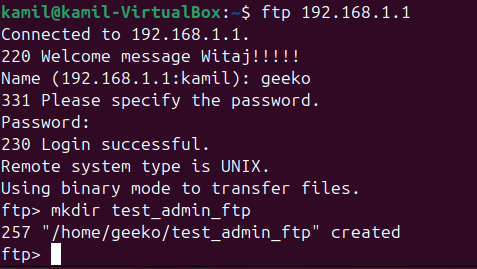 kamil@kamil-VirtualBox:~$ ftp 192.168.1.1
Connected to 192.168.1.1.
220 Welcome message Witaj!!!!!
Name (192.168.1.1:kamil): geeko
331 Please specify the password.
Password:
230 Login successful.
Remote system type is UNIX.
Using binary mode to transfer files.
ftp> mkdir test_admin_ftp
257 "/home/geeko/test_admin_ftp" created
ftp>